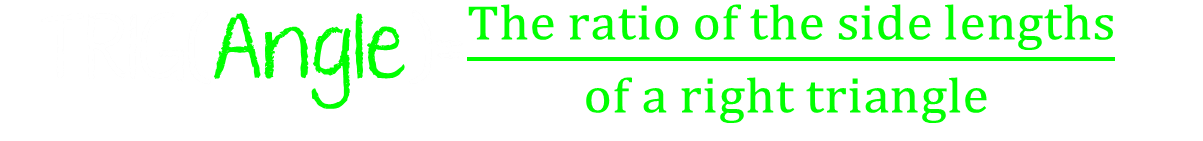 Angle
The ratio of the side lengths
of a right triangle